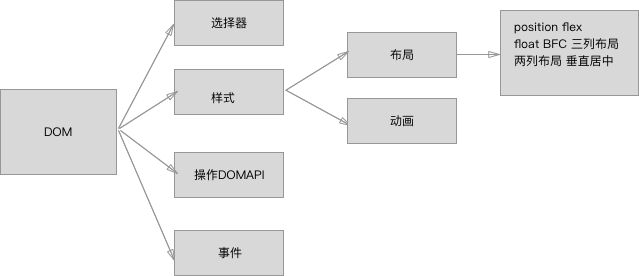 DOM
选择器
样式
操作DOMAPI
事件
布局
动画
position flex
float BFC 三列布局
两列布局 垂直居中